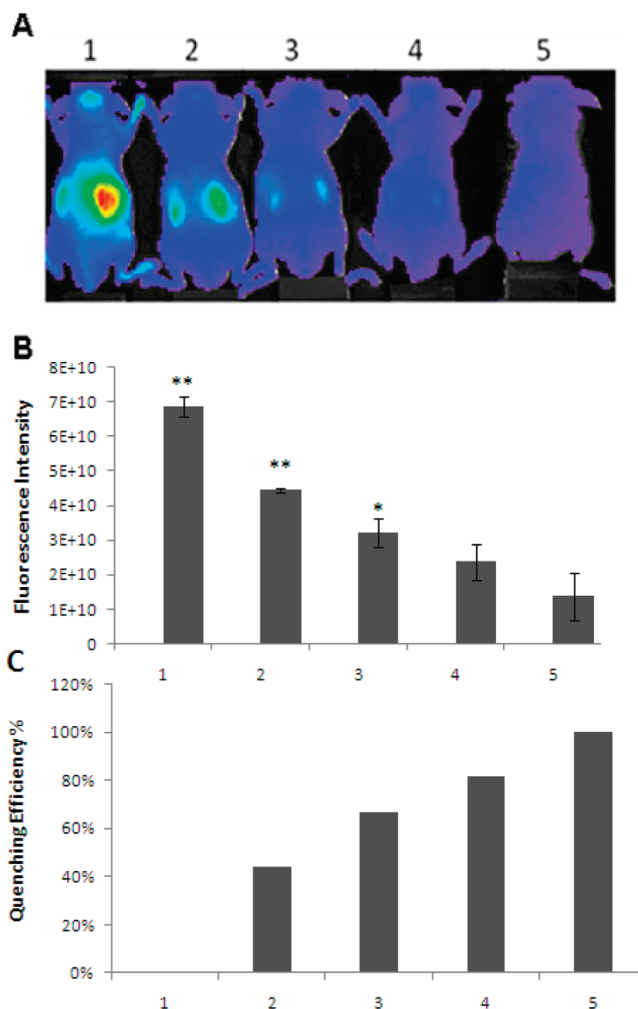 A
1 2 3 4 5
B
Fluorescence Intensity
8E+10
7E+10
6E+10
5E+10
4E+10
3E+10
2E+10
1E+10
0
**
**
*
1 2 3 4 5
C
Quenching Efficiency %
120%
100%
80%
60%
40%
20%
0%
1 2 3 4 5